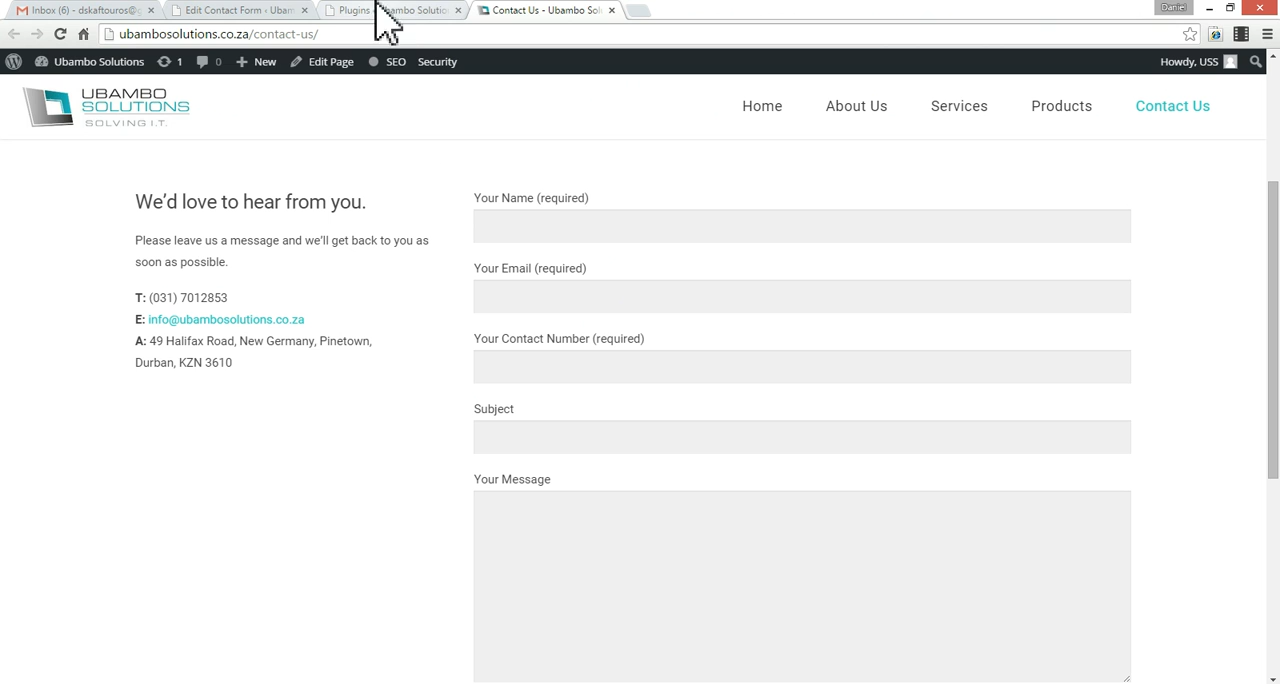 Inbox (6) - dskaftouros@g
Edit Contact Form ‹ Ubam
Plugins ‹ Ubambo Solution
Contact Us - Ubambo Sol
Daniel
ubambosolutions.co.za/contact-us/
Ubambo Solutions 1 0 New Edit Page SEO Security Howdy, USS
UBAMBO
SOLUTIONS
SOLVING I.T.
Home About Us Services Products Contact Us
We'd love to hear from you.
Please leave us a message and we'll get back to you as
soon as possible.
T: (031) 7012853
E: info@ubambosolutions.co.za
A: 49 Halifax Road, New Germany, Pinetown,
Durban, KZN 3610
Your Name (required)
Your Email (required)
Your Contact Number (required)
Subject
Your Message